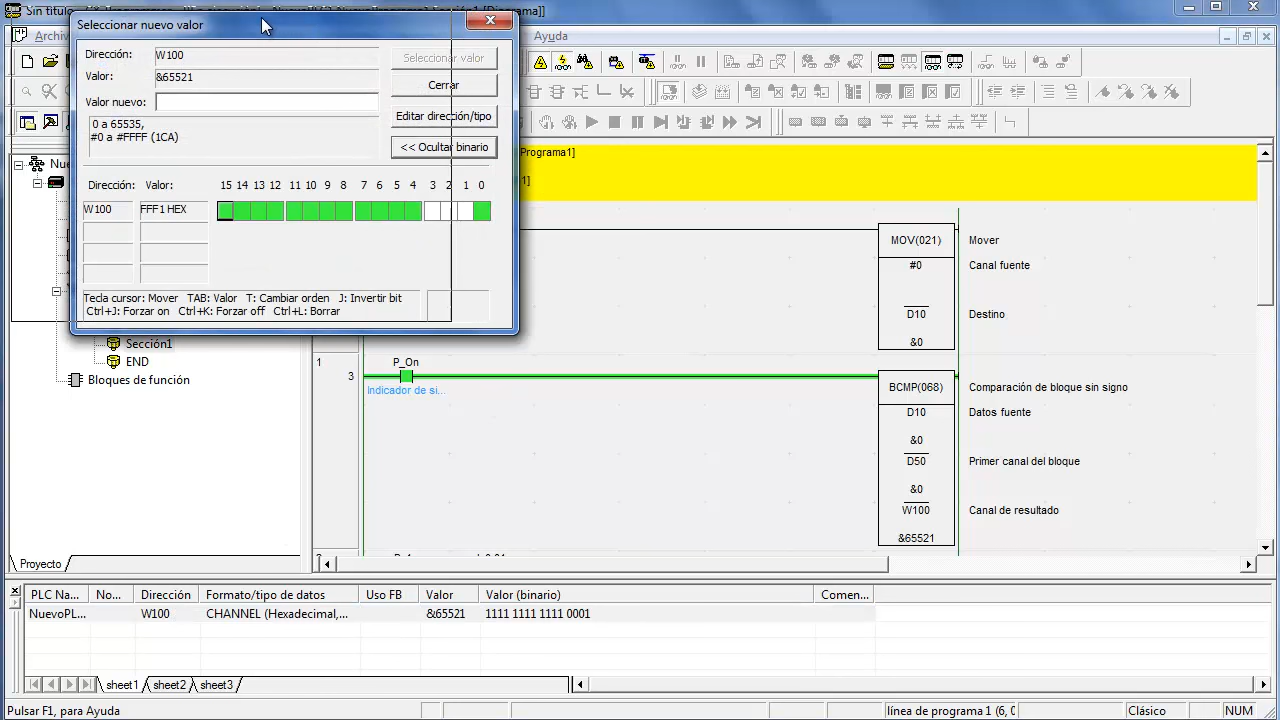 Seleccionar nuevo valor
Archiv
Ayuda
Dirección:
W100
Seleccionar valor
Valor:
&65521
Cerrar
Valor nuevo:
0 a 65535,
#0 a #FFFF (1CA)
Editar dirección/tipo
<< Ocultar binario
Dirección: Valor: 15 14 13 12 11 10 9 8 7 6 5 4 3 2 1 0
W100 FFF1 HEX
Tecla cursor: Mover TAB: Valor T: Cambiar orden J: Invertir bit
Ctrl+J: Forzar on Ctrl+K: Forzar off Ctrl+L: Borrar
Programa1]
1]
MOV(021) Mover
#0 Canal fuente
D10 Destino
&0
Sección1
END
Bloques de función
1
3
P_On
Indicador de si...
BCMP(068) Comparación de bloque sin signo
D10 Datos fuente
&0
D50 Primer canal del bloque
&0
W100 Canal de resultado
&65521
Proyecto
PLC Na... No... Dirección Formato/tipo de datos Uso FB Valor Valor (binario) Comen...
NuevoPL... W100 CHANNEL (Hexadecimal,... &65521 1111 1111 1111 0001
sheet1 sheet2 sheet3
Pulsar F1, para Ayuda
línea de programa 1 (6, 0
Clásico
NUM